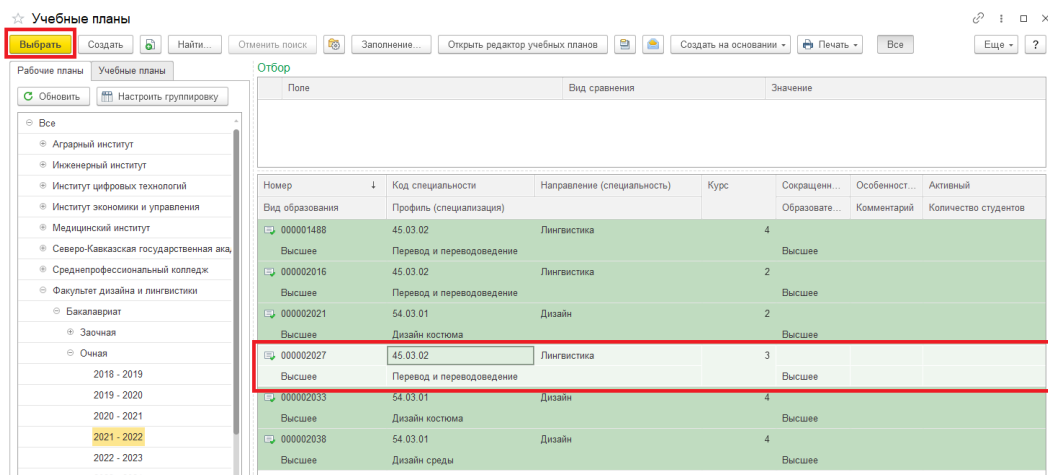 Учебные планы
Выбрать Создать Найти... Отменить поиск Заполнение... Открыть редактор учебных планов Создать на основании Печать Все Еще ?
Рабочие планы Учебные планы
Обновить Настроить группировку
Все
Аграрный институт
Инженерный институт
Институт цифровых технологий
Институт экономики и управления
Медицинский институт
Северо-Кавказская государственная ака
Среднепрофессиональный колледж
Факультет дизайна и лингвистики
Бакалавриат
Заочная
Очная
2018 - 2019
2019 - 2020
2020 - 2021
2021 - 2022
2022 - 2023
Отбор
Поле Вид сравнения Значение
Номер ↓ Код специальности Направление (специальность) Курс Сокращенн... Особенност... Активный
Вид образования Профиль (специализация) Образовате... Комментарий Количество студентов
000001488 45.03.02 Лингвистика 4
Высшее Перевод и переводоведение Высшее
000002016 45.03.02 Лингвистика 2
Высшее Перевод и переводоведение Высшее
000002021 54.03.01 Дизайн 2
Высшее Дизайн костюма Высшее
000002027 45.03.02 Лингвистика 3
Высшее Перевод и переводоведение Высшее
000002033 54.03.01 Дизайн 4
Высшее Дизайн костюма Высшее
000002038 54.03.01 Дизайн 4
Высшее Дизайн среды Высшее